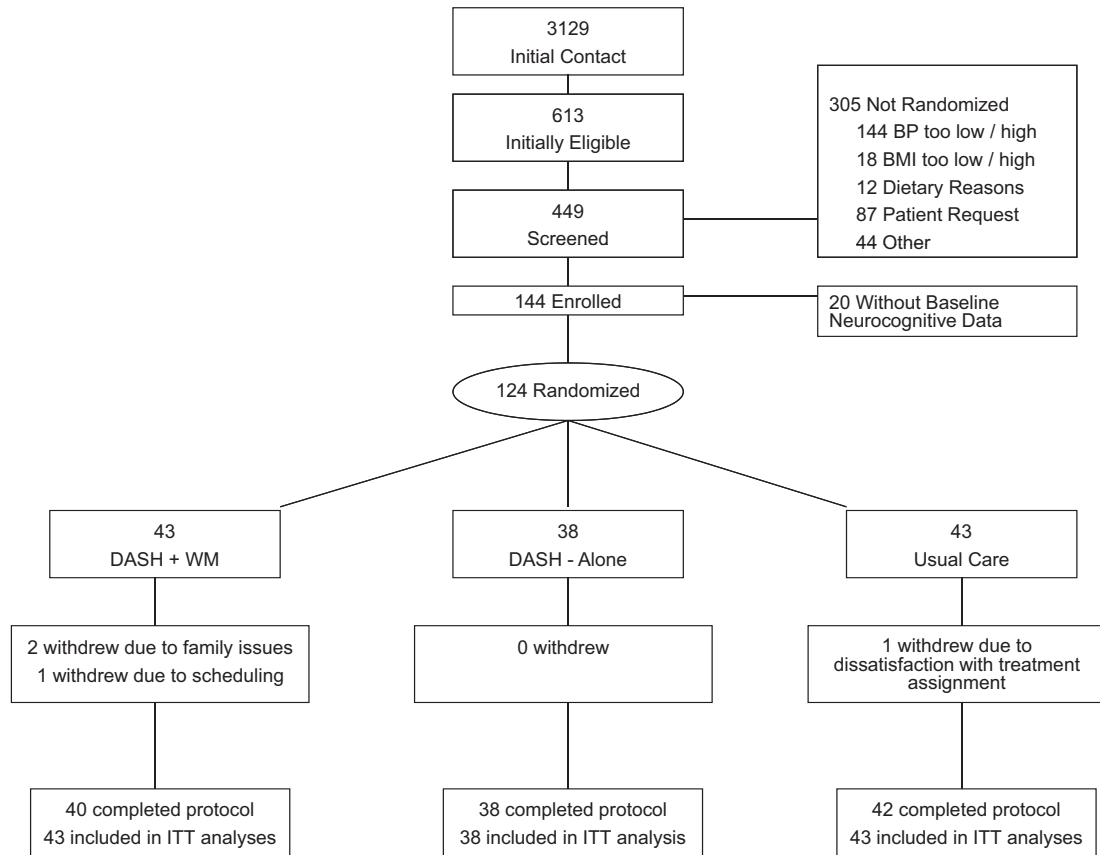 3129
Initial Contact
613
Initially Eligible
305 Not Randomized
144 BP too low / high
18 BMI too low / high
12 Dietary Reasons
87 Patient Request
44 Other
449
Screened
144 Enrolled
20 Without Baseline
Neurocognitive Data
124 Randomized
43
DASH + WM
38
DASH - Alone
43
Usual Care
2 withdrew due to family issues
1 withdrew due to scheduling
0 withdrew
1 withdrew due to
dissatisfaction with treatment
assignment
40 completed protocol
43 included in ITT analyses
38 completed protocol
38 included in ITT analysis
42 completed protocol
43 included in ITT analyses